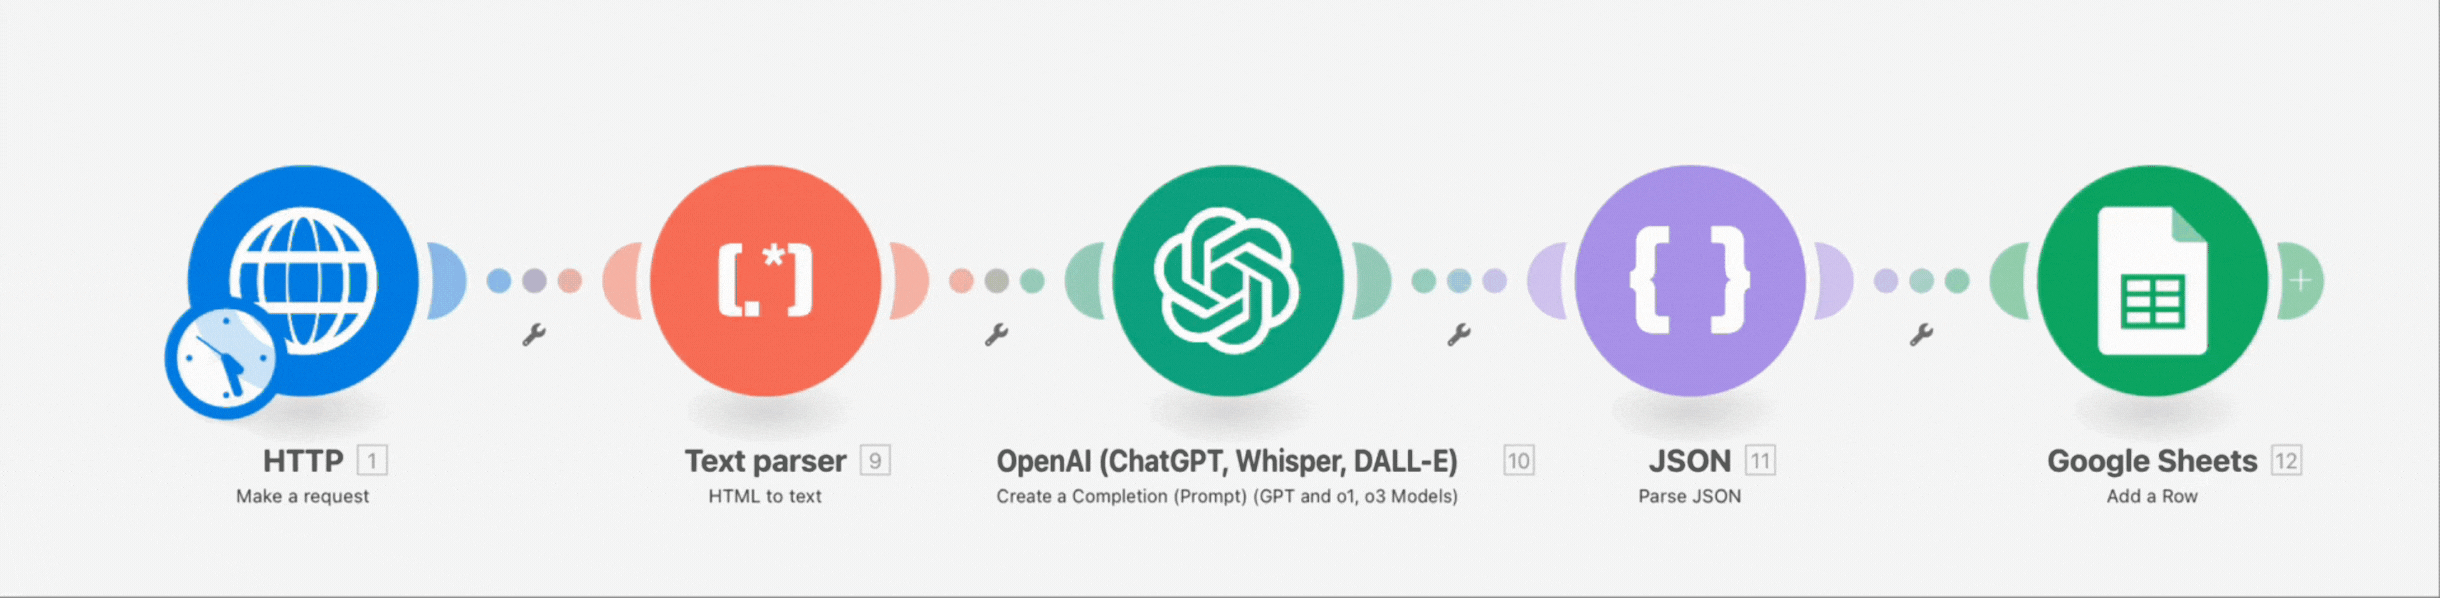 HTTP 1
Make a request
Text parser 9
HTML to text
OpenAI (ChatGPT, Whisper, DALL-E) 10
Create a Completion (Prompt) (GPT and o1, o3 Models)
JSON 11
Parse JSON
Google Sheets 12
Add a Row